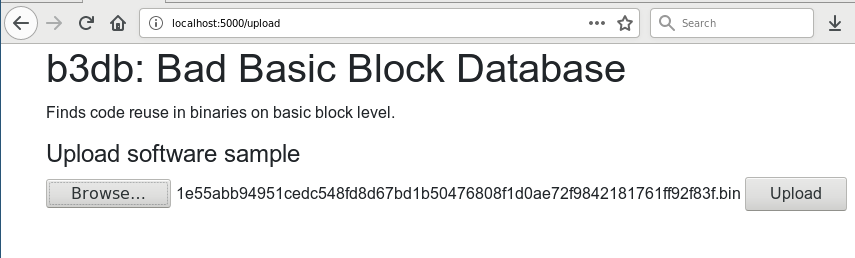 localhost:5000/upload
Search
b3db: Bad Basic Block Database
Finds code reuse in binaries on basic block level.
Upload software sample
Browse... 1e55abb94951cedc548fd8d67bd1b50476808f1d0ae72f9842181761ff92f83f.bin Upload